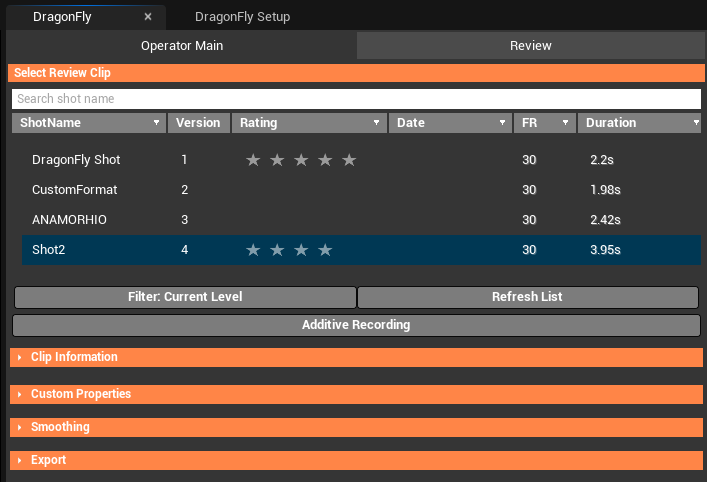 DragonFly × DragonFly Setup
Operator Main Review
Select Review Clip
Search shot name
ShotName Version Rating Date FR Duration
DragonFly Shot 1 ★ ★ ★ ★ ★ 30 2.2s
CustomFormat 2 30 1.98s
ANAMORHIO 3 30 2.42s
Shot2 4 ★ ★ ★ ★ 30 3.95s
Filter: Current Level Refresh List
Additive Recording
Clip Information
Custom Properties
Smoothing
Export